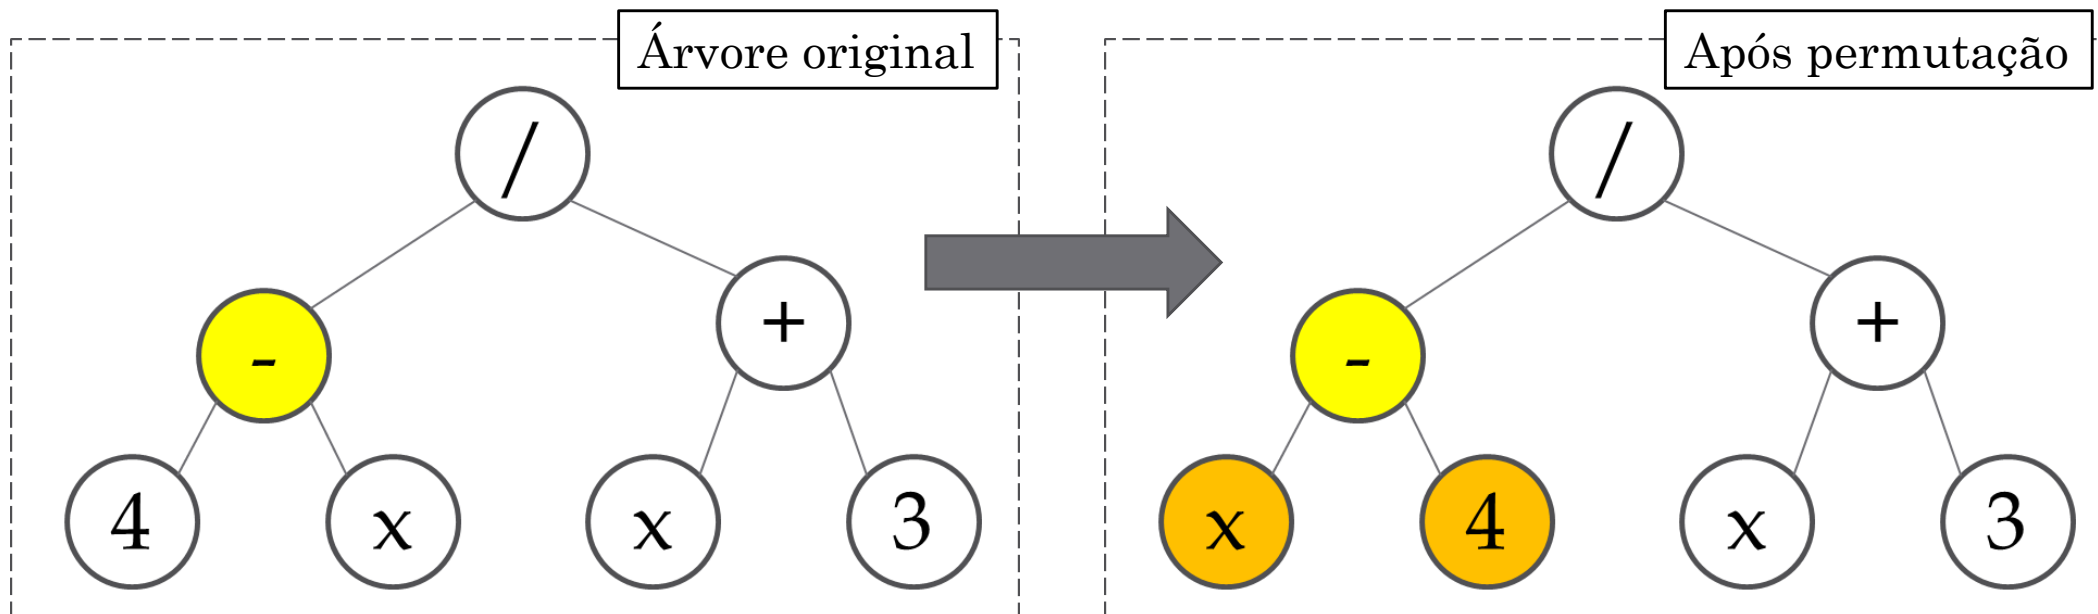 Árvore original
/
-
+
4
x
x
3
Após permutação
/
-
+
x
4
x
3